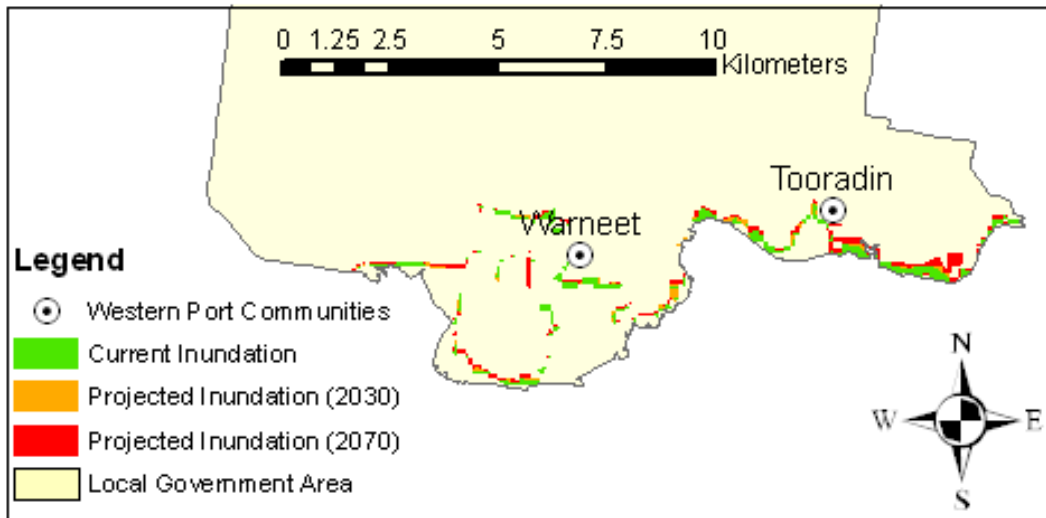 0 1.25 2.5 5 7.5 10
Kilometers
Tooradin
Warneet
Legend
Western Port Communities
Current Inundation
Projected Inundation (2030)
Projected Inundation (2070)
Local Government Area
N
W E
S